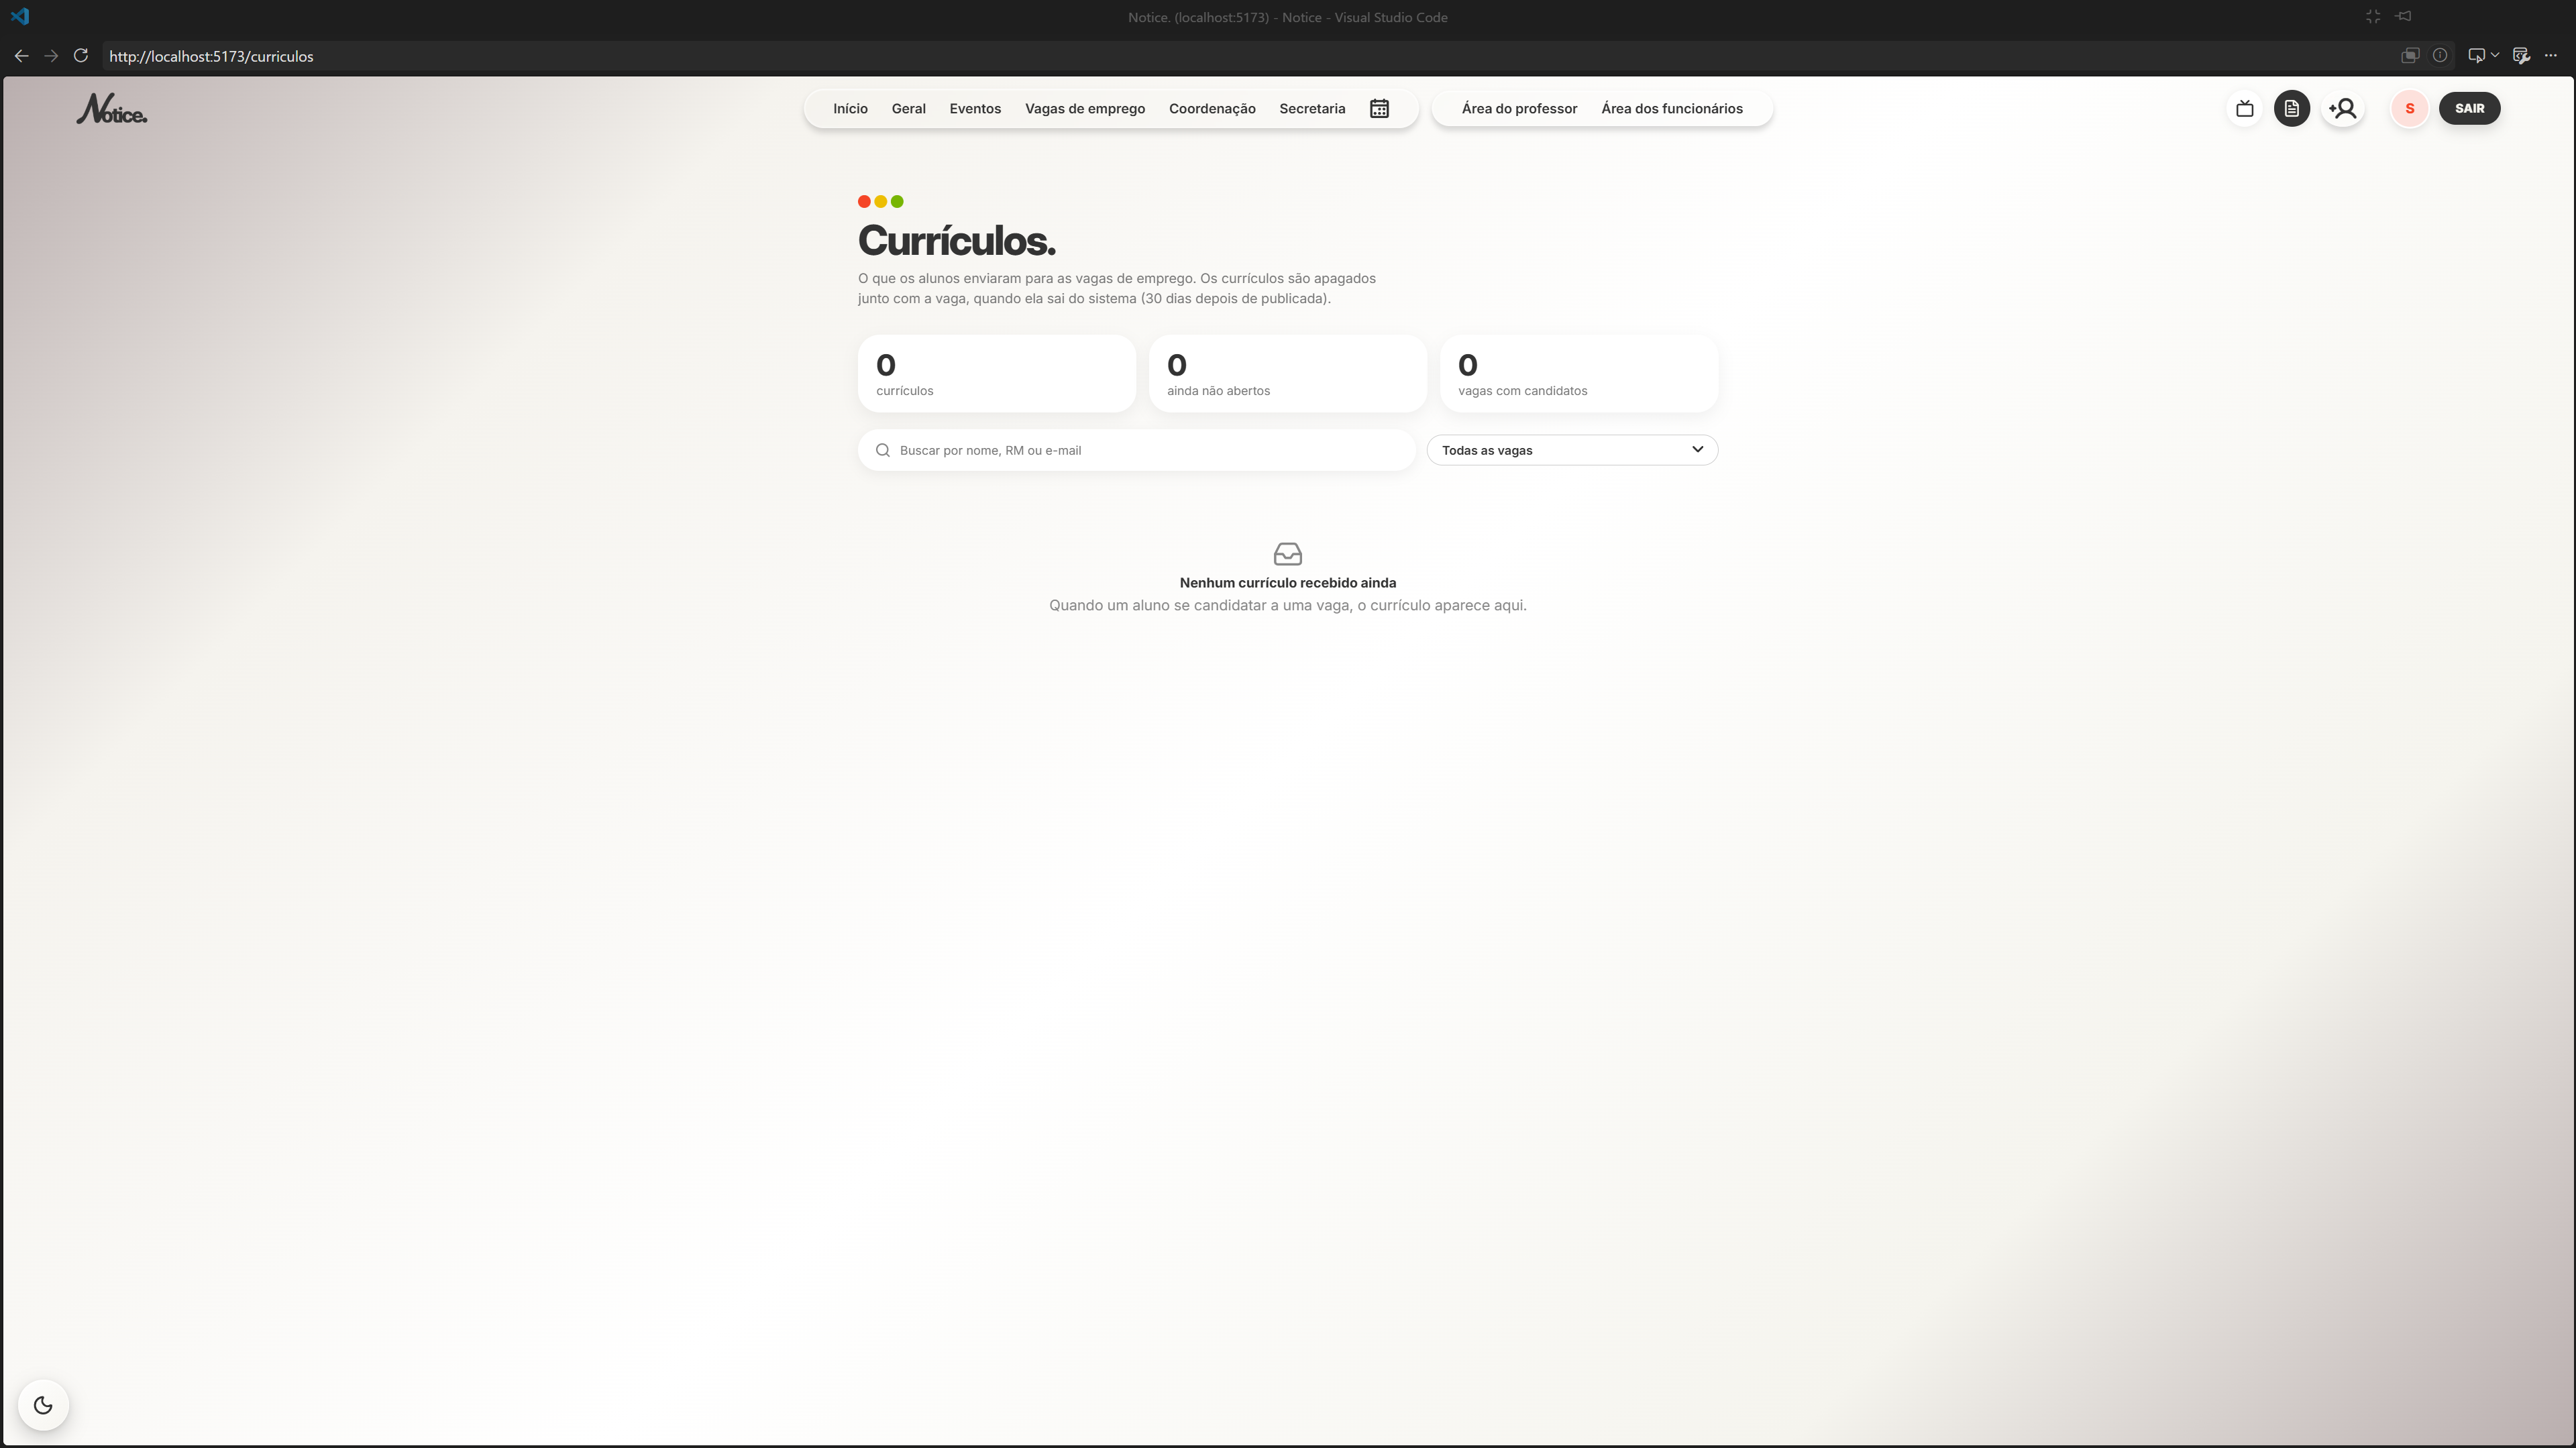 Notice. (localhost:5173) - Notice - Visual Studio Code
http://localhost:5173/curriculos
Notice.
Início Geral Eventos Vagas de emprego Coordenação Secretaria Área do professor Área dos funcionários S SAIR
Currículos.
O que os alunos enviaram para as vagas de emprego. Os currículos são apagados
junto com a vaga, quando ela sai do sistema (30 dias depois de publicada).
0 0 0
currículos ainda não abertos vagas com candidatos
Buscar por nome, RM ou e-mail Todas as vagas
Nenhum currículo recebido ainda
Quando um aluno se candidatar a uma vaga, o currículo aparece aqui.